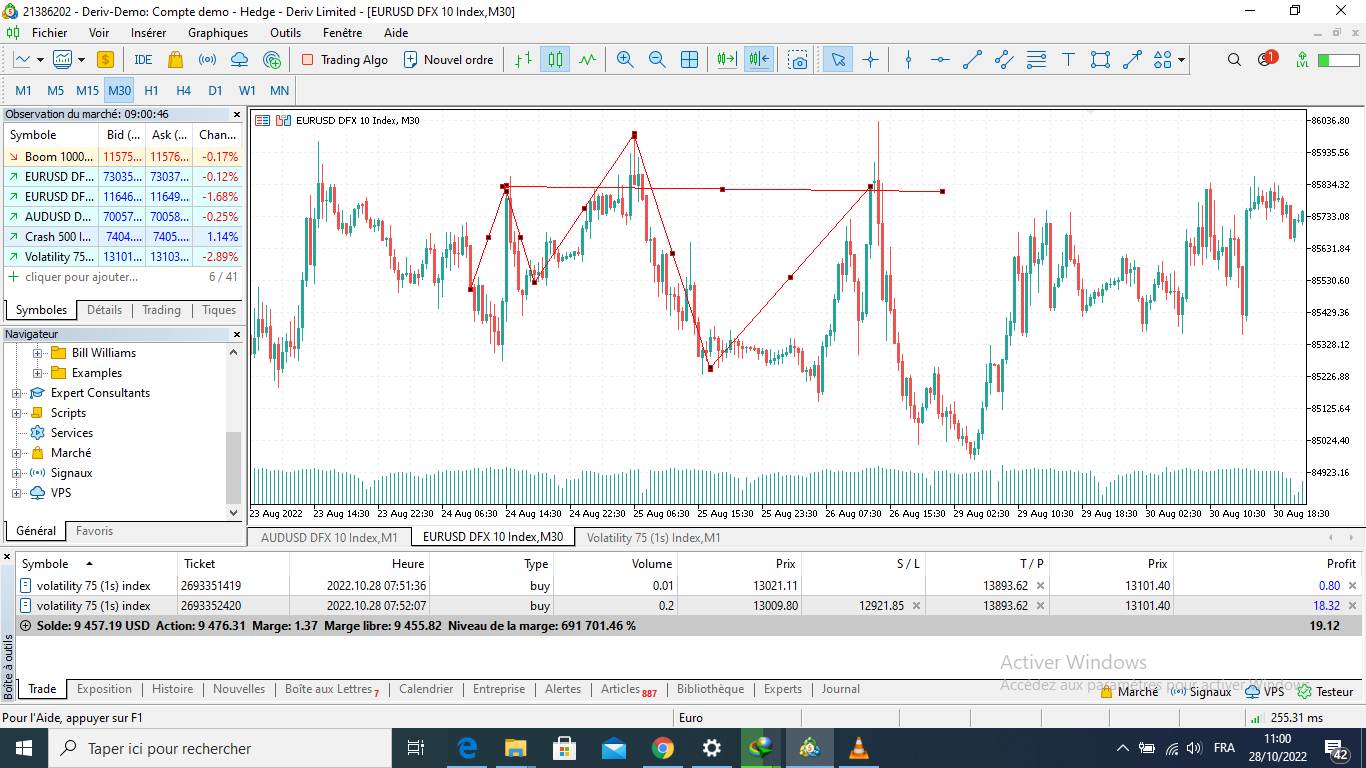 21386202 - Deriv-Demo: Compte demo - Hedge - Deriv Limited - [EURUSD DFX 10 Index,M30]
Fichier Voir Insérer Graphiques Outils Fenêtre Aide
$ IDE Trading Algo Nouvel ordre T 1 LVL
M1 M5 M15 M30 H1 H4 D1 W1 MN
Observation du marché: 09:00:46
Symbole Bid (... Ask (... Chan...
Boom 1000... 11575... 11576... -0.17%
EURUSD DF... 73035... 73037... -0.12%
EURUSD DF... 11646... 11649... -1.68%
AUDUSD D... 70057... 70058... -0.25%
Crash 500 I... 7404.... 7405.... 1.14%
Volatility 75... 13101... 13103... -2.89%
cliquer pour ajouter... 6 / 41
Symboles Détails Trading Tiques
Navigateur
Bill Williams
Examples
Expert Consultants
Scripts
Services
Marché
Signaux
VPS
Général Favoris
EURUSD DFX 10 Index, M30
86036.80
85935.56
85834.32
85733.08
85631.84
85530.60
85429.36
85328.12
85226.88
85125.64
85024.40
84923.16
23 Aug 2022 23 Aug 14:30 23 Aug 22:30 24 Aug 06:30 24 Aug 14:30 24 Aug 22:30 25 Aug 06:30 25 Aug 15:30 25 Aug 23:30 26 Aug 07:30 26 Aug 15:30 29 Aug 02:30 29 Aug 10:30 29 Aug 18:30 30 Aug 02:30 30 Aug 10:30 30 Aug 18:30
AUDUSD DFX 10 Index,M1 EURUSD DFX 10 Index,M30 Volatility 75 (1s) Index,M1
Symbole Ticket Heure Type Volume Prix S / L T / P Prix Profit
volatility 75 (1s) index 2693351419 2022.10.28 07:51:36 buy 0.01 13021.11 13893.62 13101.40 0.80
volatility 75 (1s) index 2693352420 2022.10.28 07:52:07 buy 0.2 13009.80 12921.85 13893.62 13101.40 18.32
Solde: 9 457.19 USD Action: 9 476.31 Marge: 1.37 Marge libre: 9 455.82 Niveau de la marge: 691 701.46 % 19.12
Boîte à outils
Activer Windows
Accédez aux paramètres pour activer Windows.
Trade Exposition Histoire Nouvelles Boîte aux Lettres 7 Calendrier Entreprise Alertes Articles 887 Bibliothèque Experts Journal Marché Signaux VPS Testeur
Pour l'Aide, appuyer sur F1 Euro 255.31 ms
Taper ici pour rechercher FRA 11:00
28/10/2022 42